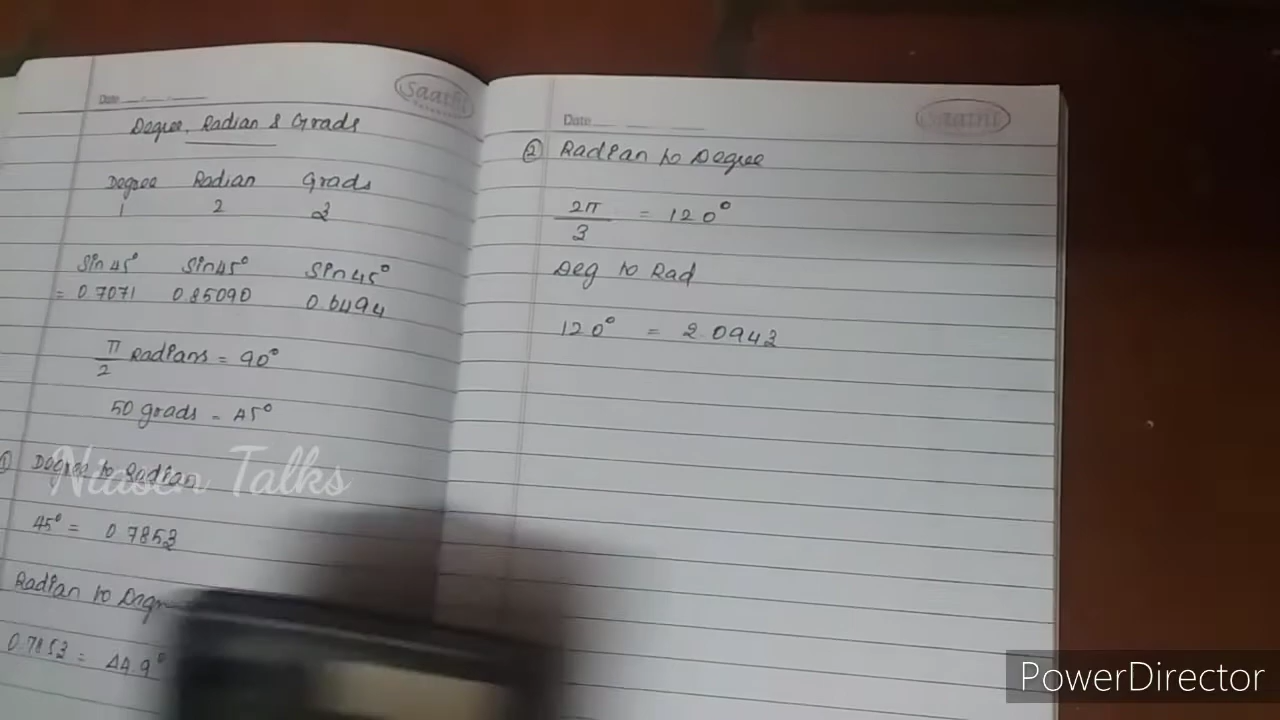 Date
Saathi
Degree, Radian & Grads
Degree Radian Grads
1 2 3
Sin 45° Sin 45° Sin 45°
= 0.7071 0.85090 0.6494
π/2 Radians = 90°
50 grads = 45°
① Degree to Radian
45° = 0.7853
Radian to Degr
0.7853 = 44.9°
Date
Saathi
② Radian to Degree
2π/3 = 120°
Deg to Rad
120° = 2.0943
Niasen Talks
PowerDirector